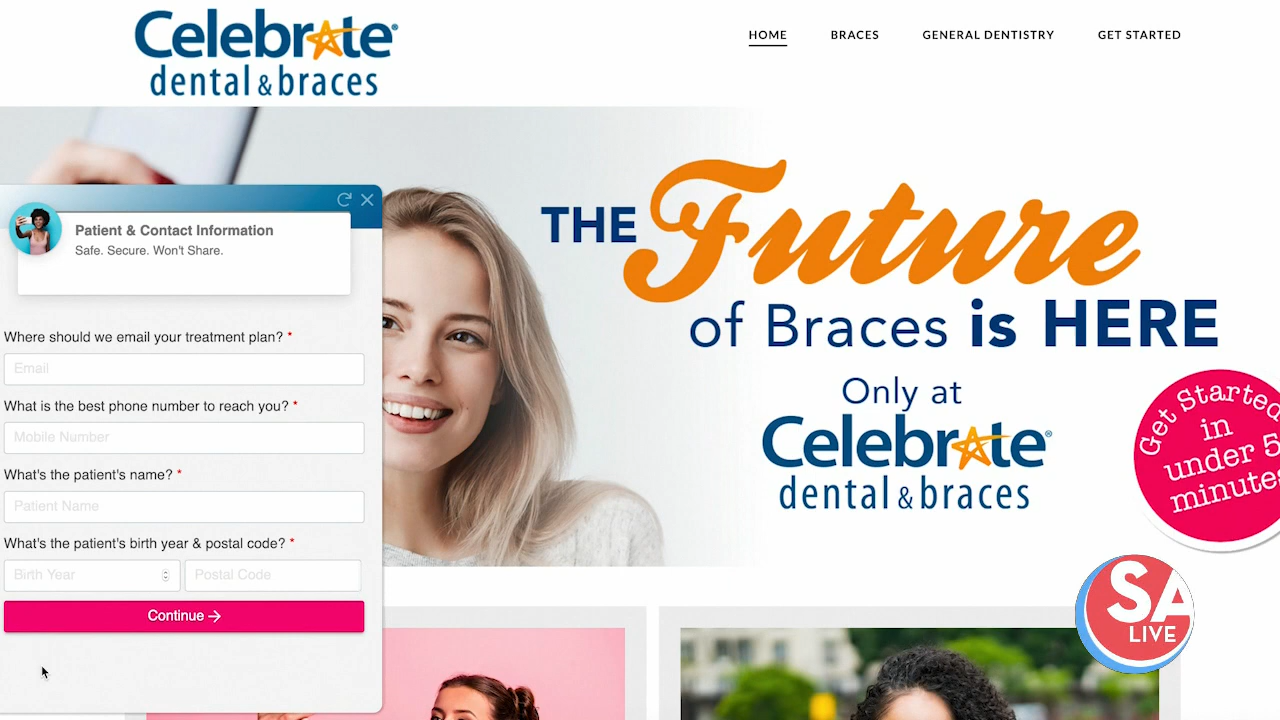 Celebrate®
dental & braces
HOME
BRACES
GENERAL DENTISTRY
GET STARTED
Patient & Contact Information
Safe. Secure. Won't Share.
Where should we email your treatment plan? *
Email
What is the best phone number to reach you? *
Mobile Number
What's the patient's name? *
Patient Name
What's the patient's birth year & postal code? *
Birth Year
Postal Code
Continue →
THE Future
of Braces is HERE
Only at
Celebrate®
dental & braces
Get Started
in
under 5
minutes
SA
LIVE